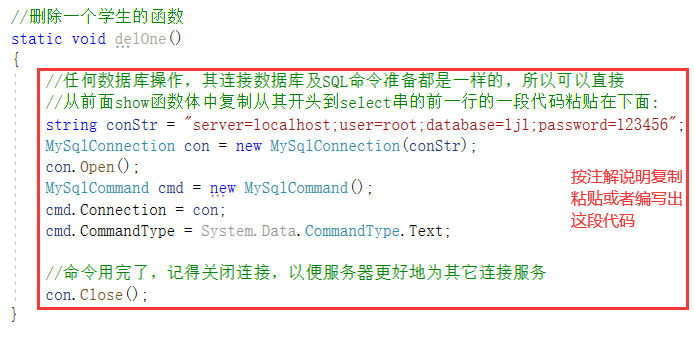 //删除一个学生的函数
static void delOne()
{
//任何数据库操作，其连接数据库及SQL命令准备都是一样的，所以可以直接
//从前面show函数体中复制从其开头到select串的前一行的一段代码粘贴在下面:
string conStr = "server=localhost;user=root;database=ljl;password=123456";
MySqlConnection con = new MySqlConnection(conStr);
con.Open();
MySqlCommand cmd = new MySqlCommand();
cmd.Connection = con;
cmd.CommandType = System.Data.CommandType.Text;
按注解说明复制
粘贴或者编写出
这段代码
//命令用完了，记得关闭连接，以便服务器更好地为其它连接服务
con.Close();
}